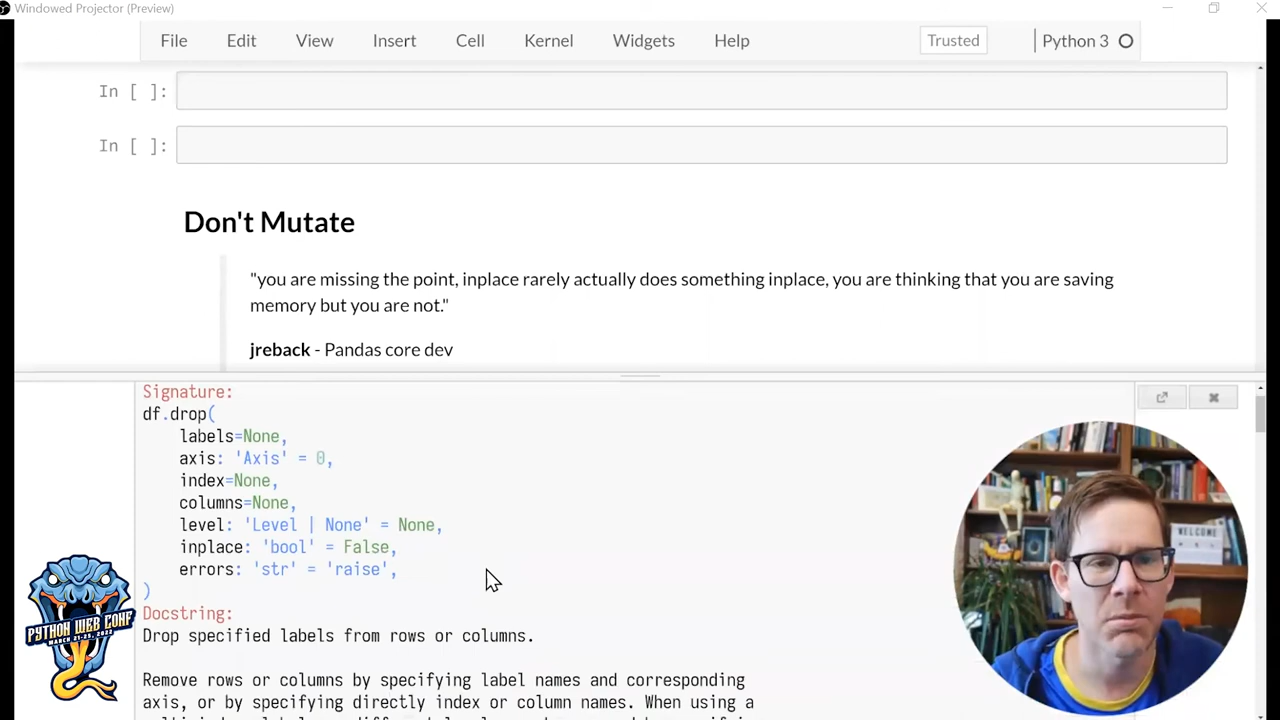 Windowed Projector (Preview)
File Edit View Insert Cell Kernel Widgets Help Trusted Python 3
In [ ]:
In [ ]:
Don't Mutate
"you are missing the point, inplace rarely actually does something inplace, you are thinking that you are saving
memory but you are not."
jreback - Pandas core dev
Signature:
df.drop(
labels=None,
axis: 'Axis' = 0,
index=None,
columns=None,
level: 'Level | None' = None,
inplace: 'bool' = False,
errors: 'str' = 'raise',
)
Docstring:
Drop specified labels from rows or columns.
Remove rows or columns by specifying label names and corresponding
axis, or by specifying directly index or column names. When using a
PYTHON WEB CONF
MARCH 21-25, 2022
WELCOME